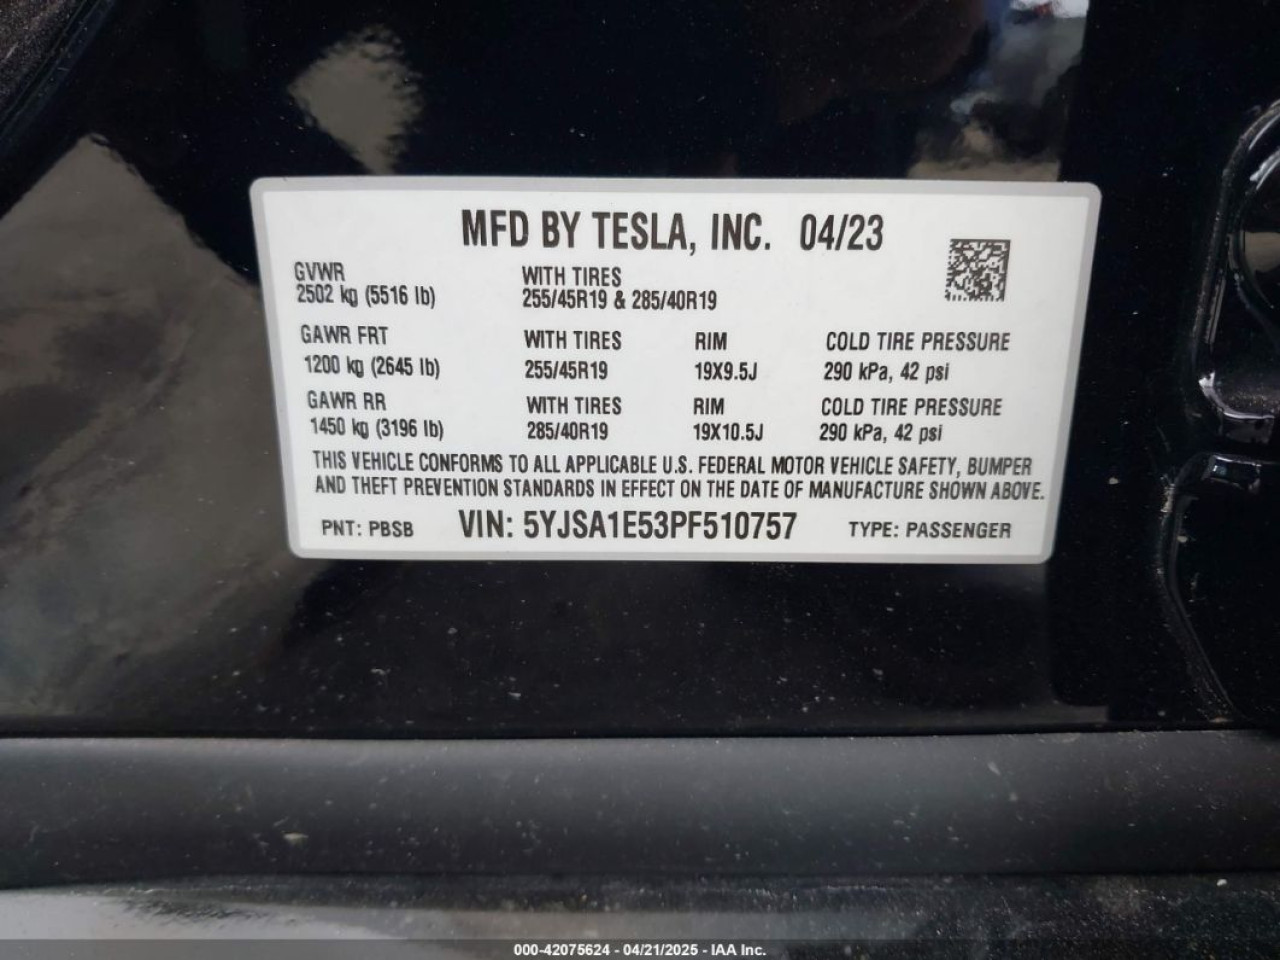 MFD BY TESLA, INC. 04/23
GVWR WITH TIRES
2502 kg (5516 lb) 255/45R19 & 285/40R19
GAWR FRT WITH TIRES RIM COLD TIRE PRESSURE
1200 kg (2645 lb) 255/45R19 19X9.5J 290 kPa, 42 psi
GAWR RR WITH TIRES RIM COLD TIRE PRESSURE
1450 kg (3196 lb) 285/40R19 19X10.5J 290 kPa, 42 psi
THIS VEHICLE CONFORMS TO ALL APPLICABLE U.S. FEDERAL MOTOR VEHICLE SAFETY, BUMPER
AND THEFT PREVENTION STANDARDS IN EFFECT ON THE DATE OF MANUFACTURE SHOWN ABOVE.
PNT: PBSB VIN: 5YJSA1E53PF510757 TYPE: PASSENGER
000-42075624 - 04/21/2025 - IAA Inc.